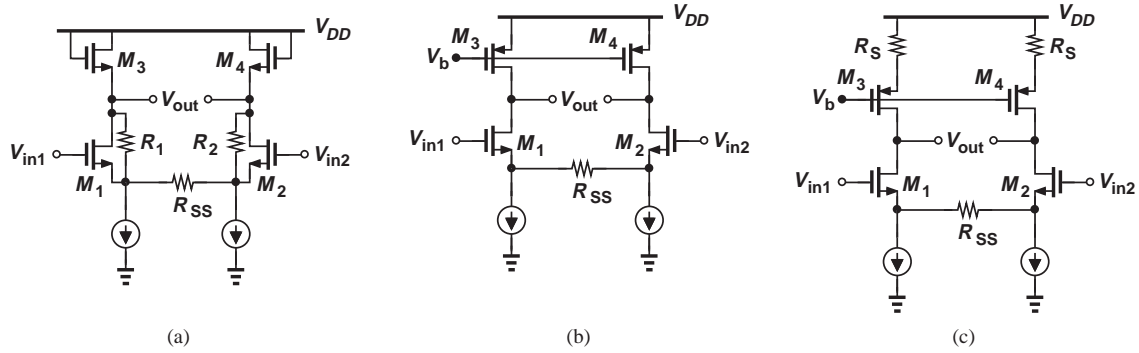 V_DD
M_3
M_4
V_out
R_1
R_2
V_in1
V_in2
M_1
M_2
R_SS
(a)
V_DD
M_3
M_4
V_b
V_out
V_in1
V_in2
M_1
M_2
R_SS
(b)
V_DD
R_S
R_S
M_3
M_4
V_b
V_out
V_in1
V_in2
M_1
M_2
R_SS
(c)